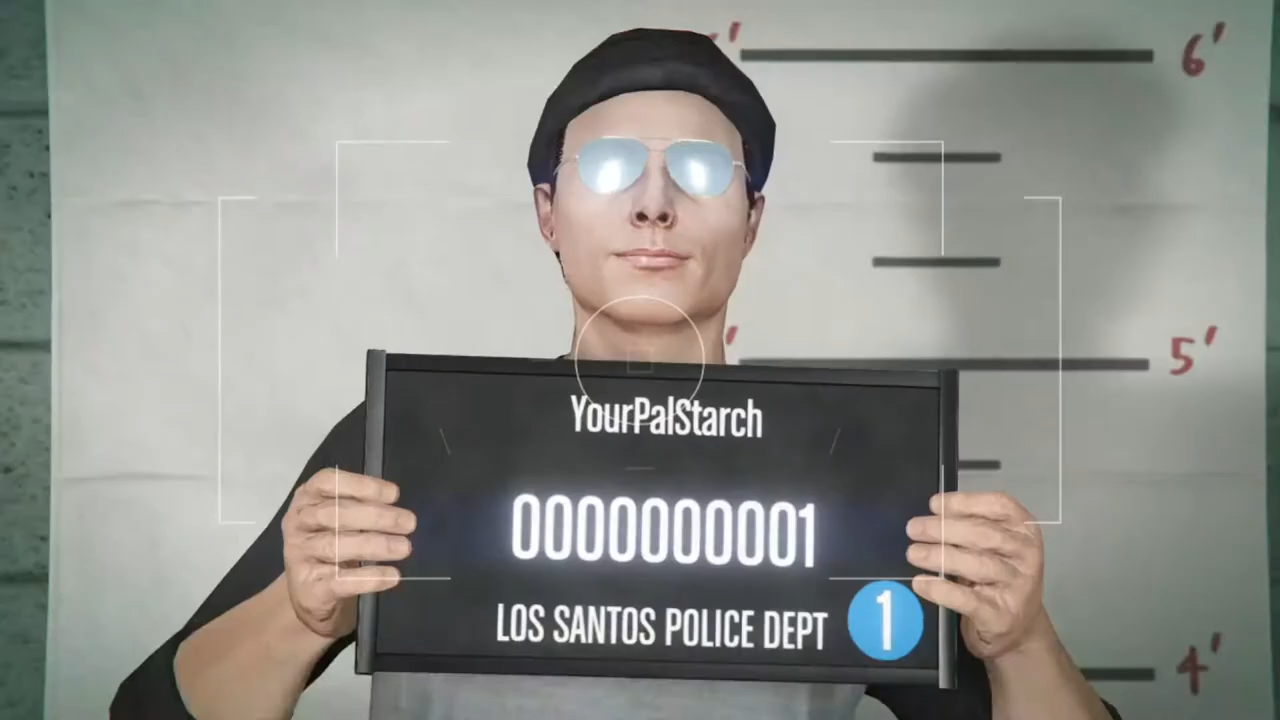 6'
5'
YourPalStarch
0000000001
LOS SANTOS POLICE DEPT
1
4'